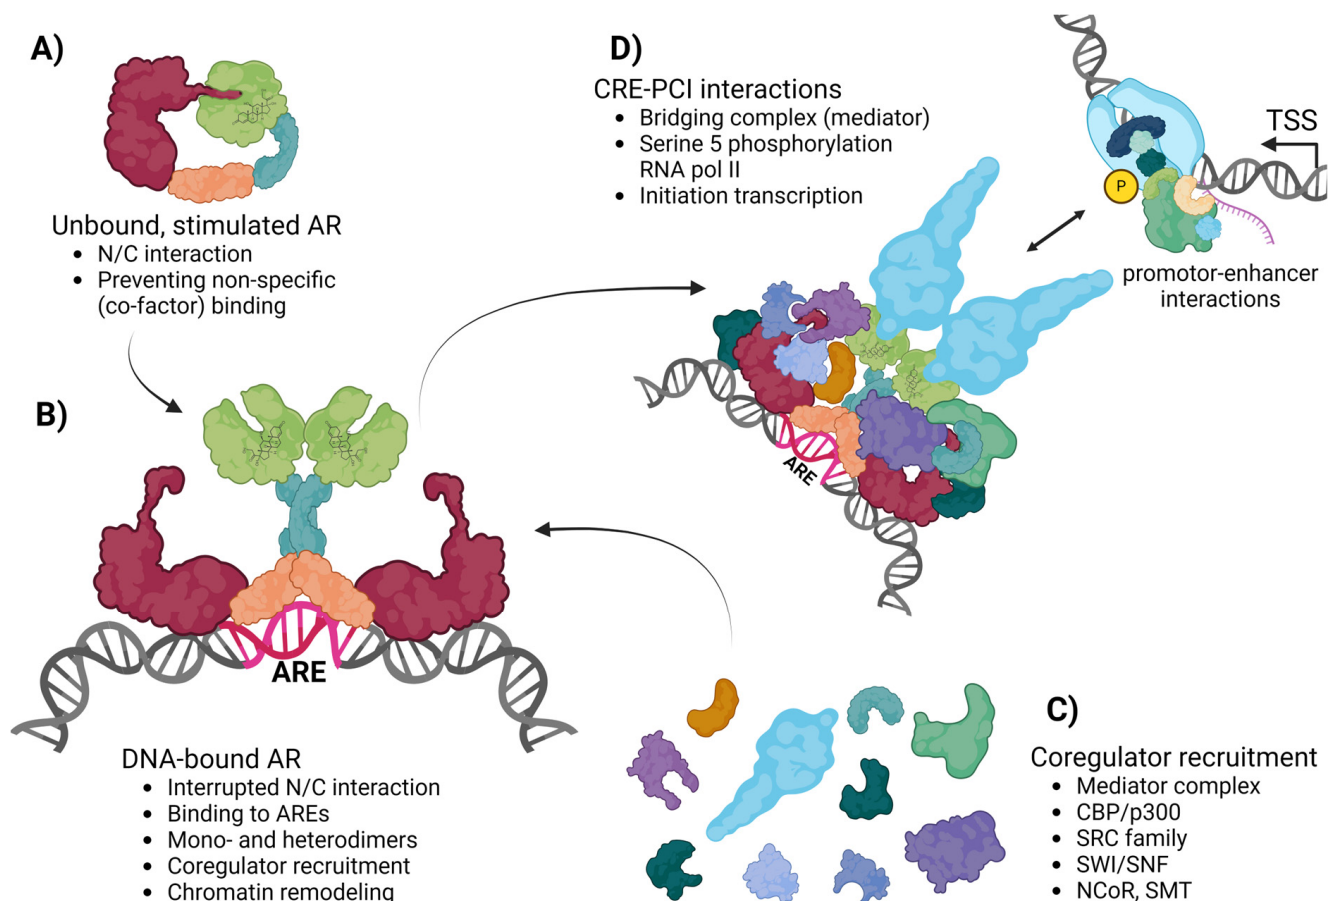 A)
Unbound, stimulated AR
• N/C interaction
• Preventing non-specific
(co-factor) binding
B)
ARE
DNA-bound AR
• Interrupted N/C interaction
• Binding to AREs
• Mono- and heterodimers
• Coregulator recruitment
• Chromatin remodeling
C)
Coregulator recruitment
• Mediator complex
• CBP/p300
• SRC family
• SWI/SNF
• NCoR, SMT
D)
CRE-PCI interactions
• Bridging complex (mediator)
• Serine 5 phosphorylation
RNA pol II
• Initiation transcription
ARE
TSS
P
promotor-enhancer
interactions